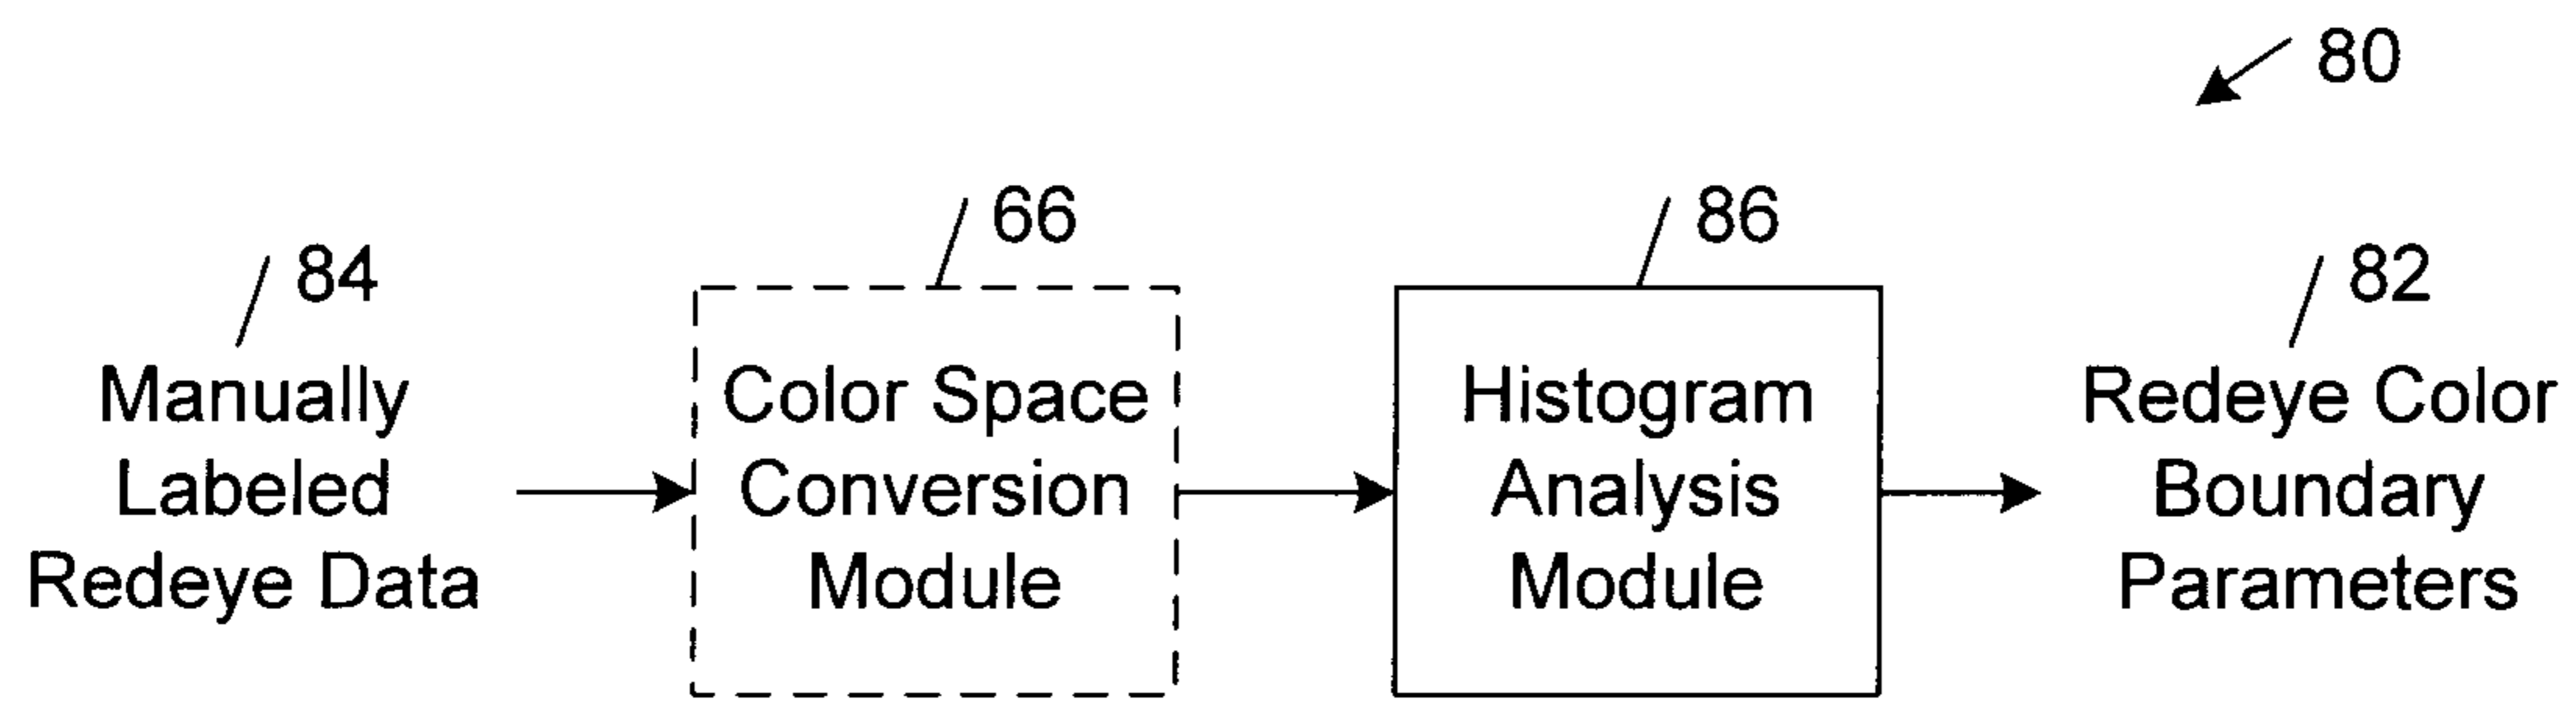 80
84
Manually
Labeled
Redeye Data
66
Color Space
Conversion
Module
86
Histogram
Analysis
Module
82
Redeye Color
Boundary
Parameters